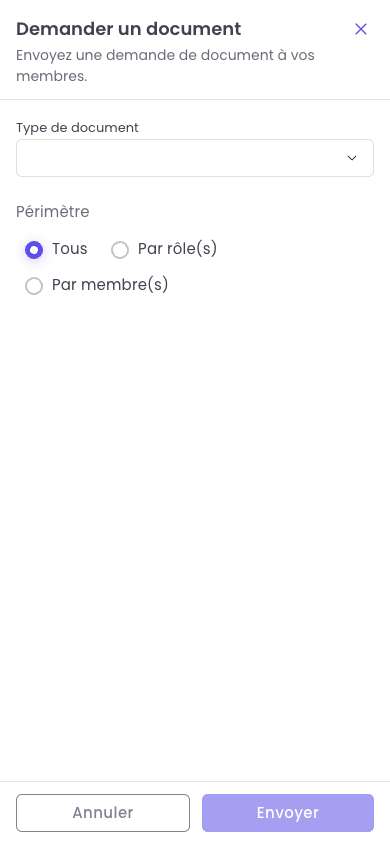 Demander un document
Envoyez une demande de document à vos
membres.
Type de document
Périmètre
Tous
Par rôle(s)
Par membre(s)
Annuler
Envoyer